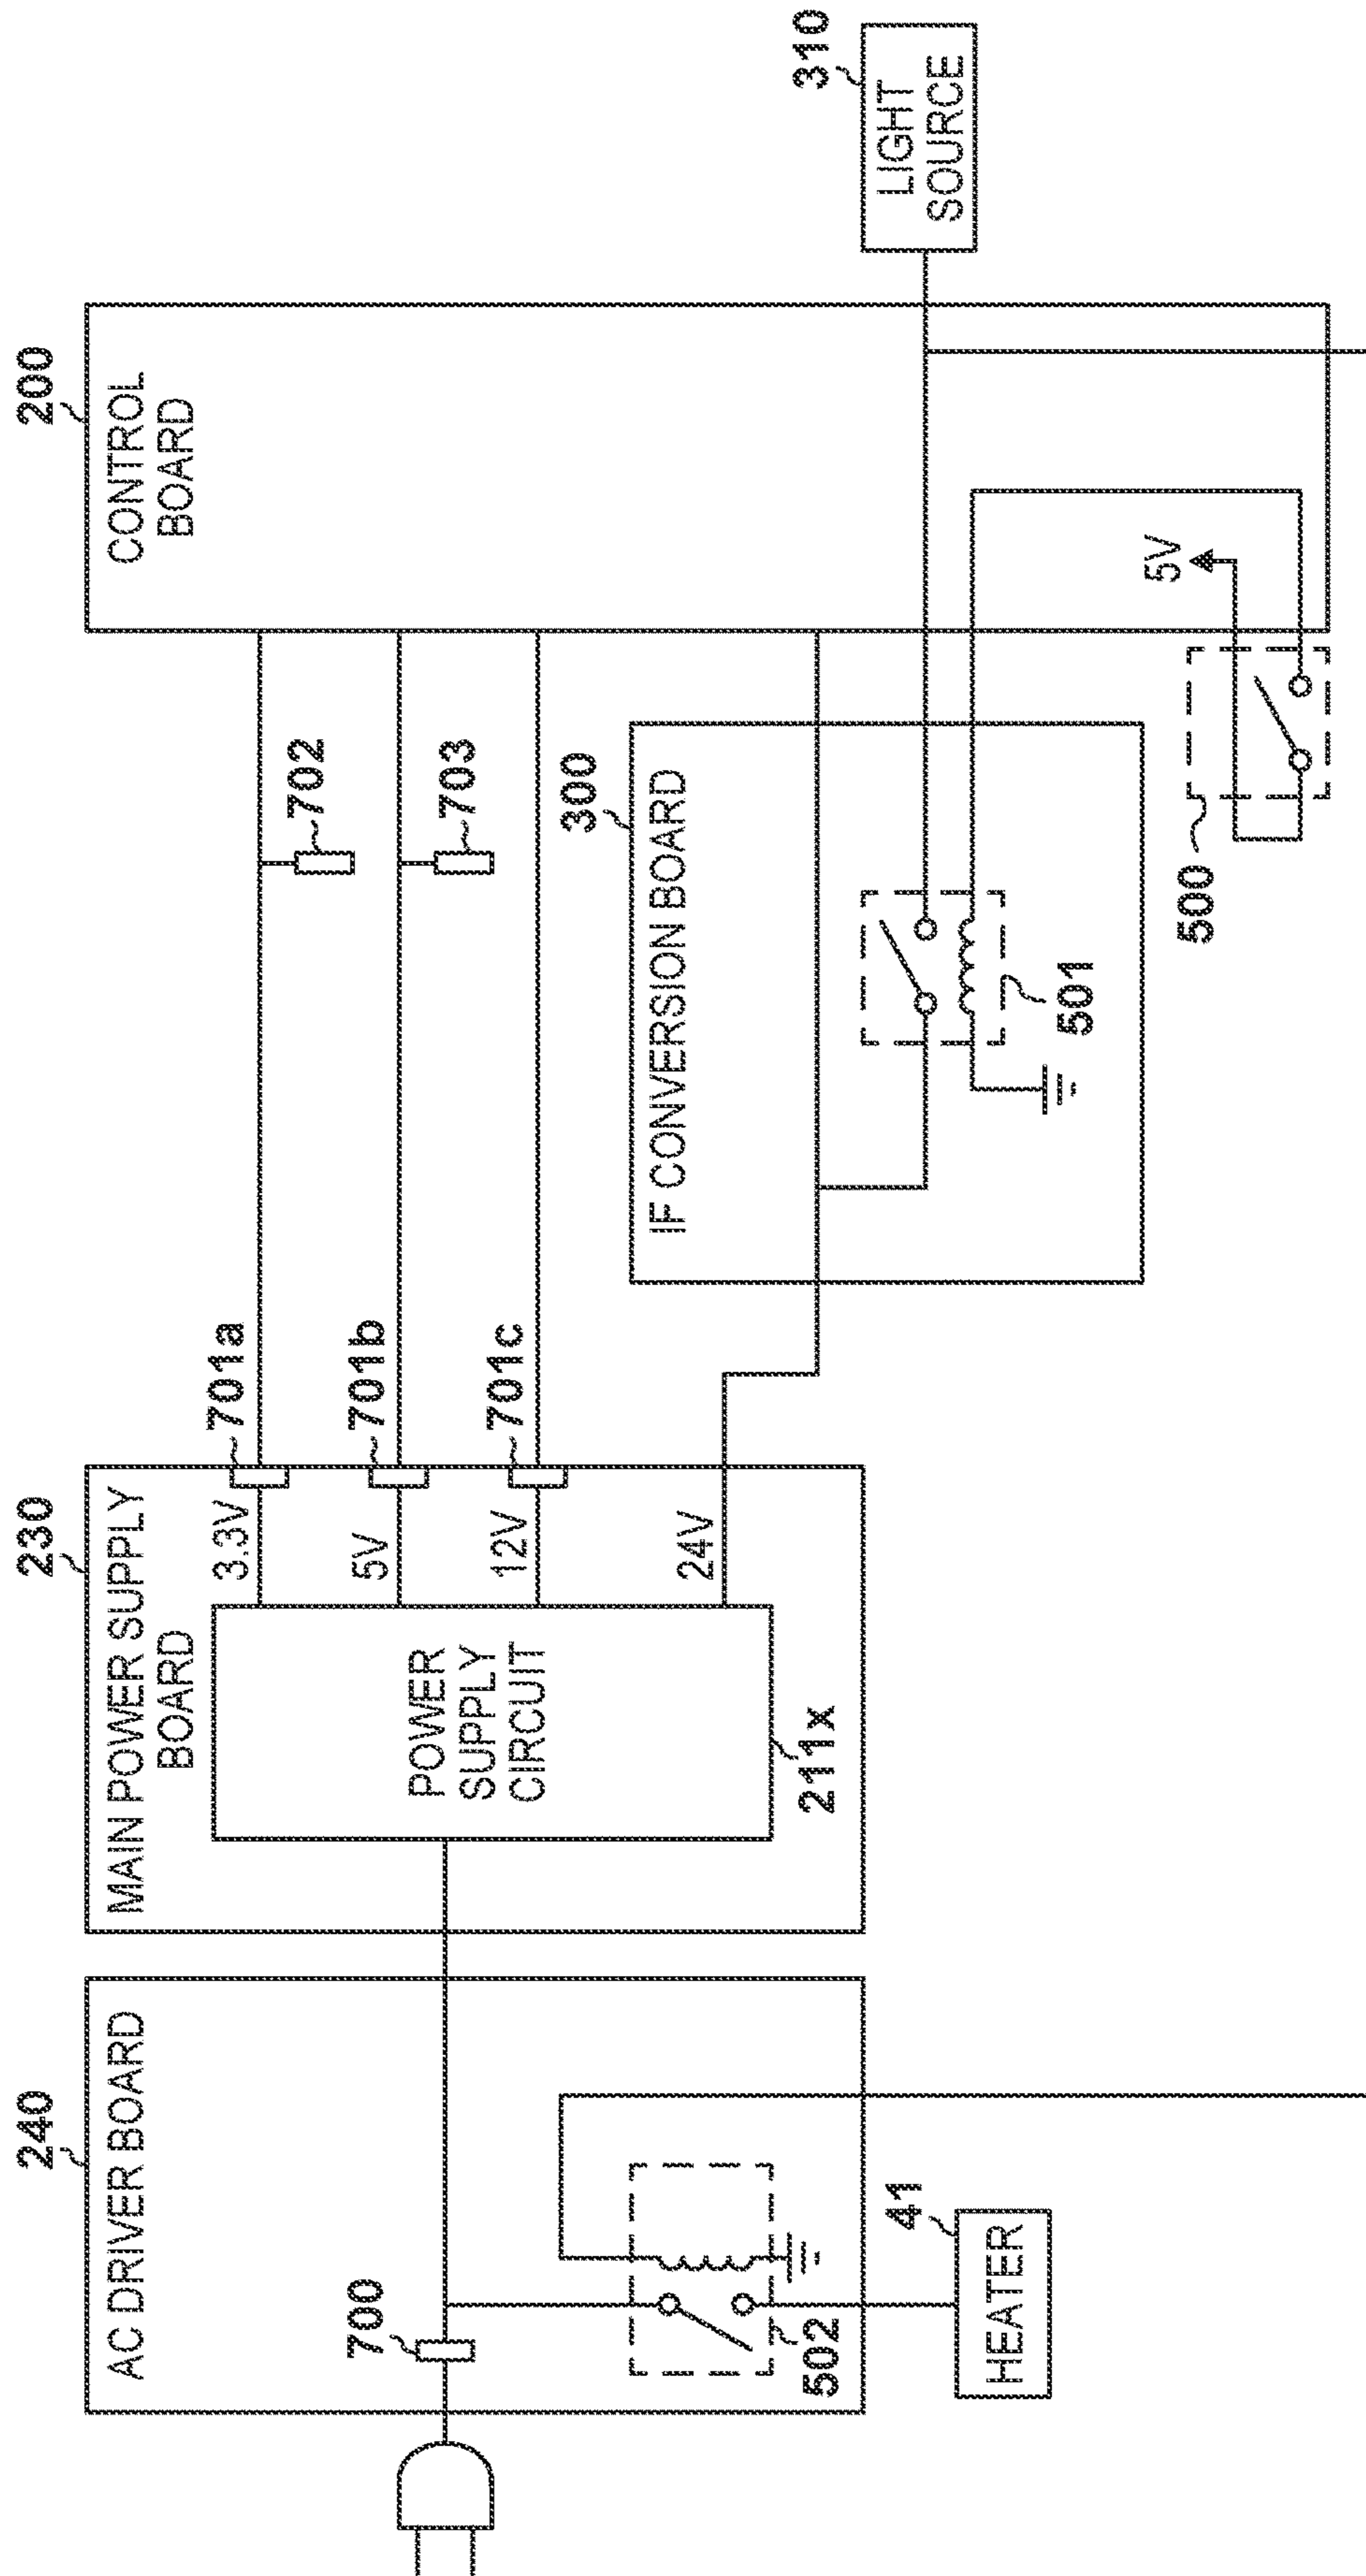 240
AC DRIVER BOARD
700
502
41
HEATER
230
MAIN POWER SUPPLY
BOARD
POWER
SUPPLY
CIRCUIT
211x
3.3V
5V
12V
24V
701a
701b
701c
702
703
300
IF CONVERSION BOARD
501
500
200
CONTROL
BOARD
5V
310
LIGHT
SOURCE